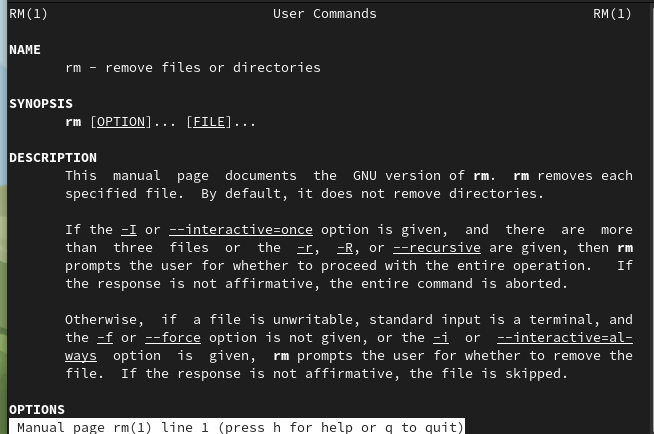 RM(1) User Commands RM(1)
NAME
rm - remove files or directories
SYNOPSIS
rm [OPTION]... [FILE]...
DESCRIPTION
This manual page documents the GNU version of rm. rm removes each
specified file. By default, it does not remove directories.
If the -I or --interactive=once option is given, and there are more
than three files or the -r, -R, or --recursive are given, then rm
prompts the user for whether to proceed with the entire operation. If
the response is not affirmative, the entire command is aborted.
Otherwise, if a file is unwritable, standard input is a terminal, and
the -f or --force option is not given, or the -i or --interactive=al-
ways option is given, rm prompts the user for whether to remove the
file. If the response is not affirmative, the file is skipped.
OPTIONS
Manual page rm(1) line 1 (press h for help or q to quit)